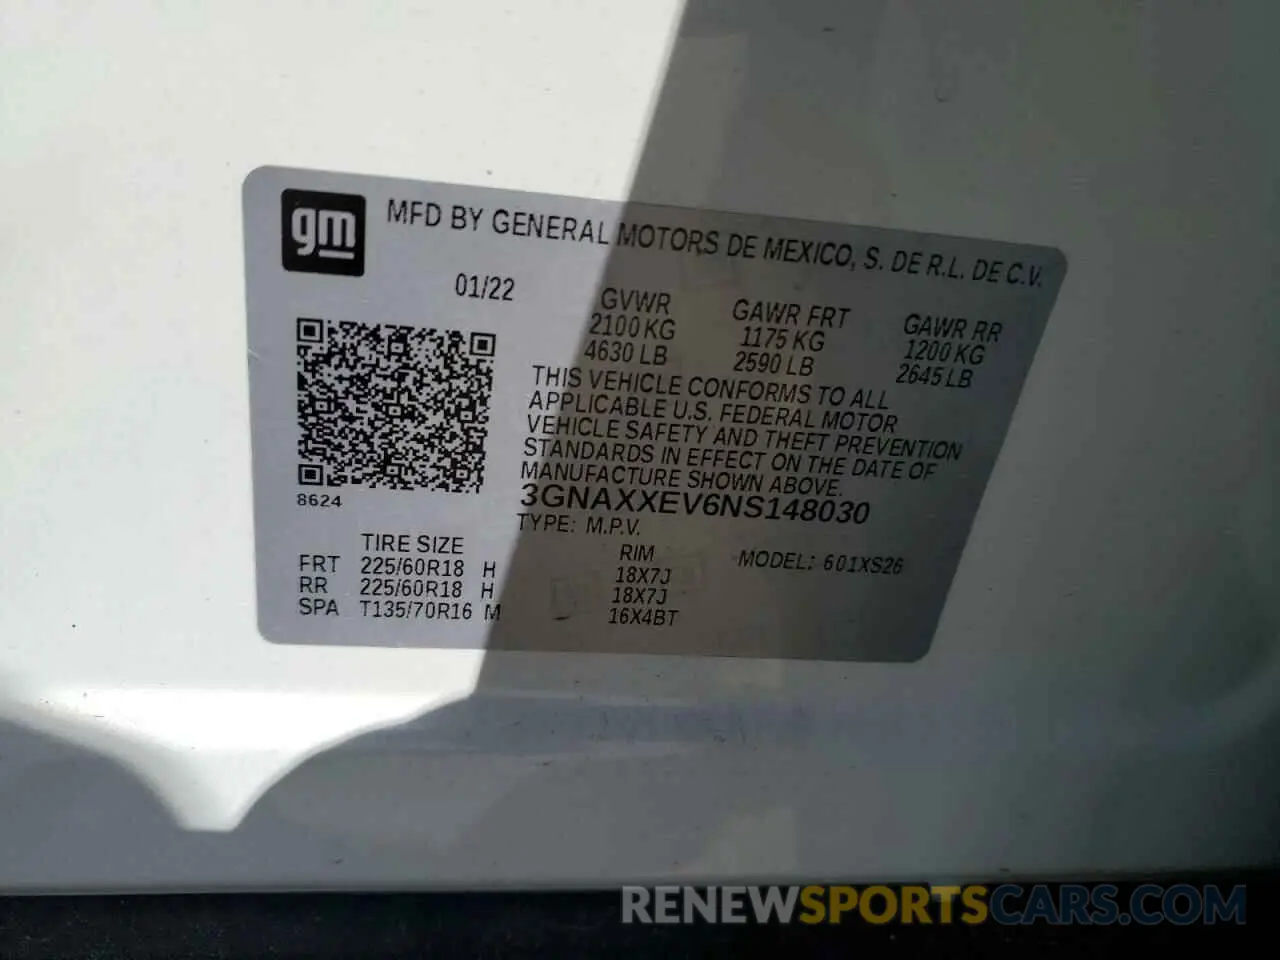 gm
MFD BY GENERAL MOTORS DE MEXICO, S. DE R.L. DE C.V.
01/22
GVWR GAWR FRT GAWR RR
2100 KG 1175 KG 1200 KG
4630 LB 2590 LB 2645 LB
THIS VEHICLE CONFORMS TO ALL
APPLICABLE U.S. FEDERAL MOTOR
VEHICLE SAFETY AND THEFT PREVENTION
STANDARDS IN EFFECT ON THE DATE OF
MANUFACTURE SHOWN ABOVE.
3GNAXXEV6NS148030
8624
TYPE: M.P.V.
TIRE SIZE RIM MODEL: 601XS26
FRT 225/60R18 H 18X7J
RR 225/60R18 H 18X7J
SPA T135/70R16 M 16X4BT
RENEWSPORTSCARS.COM